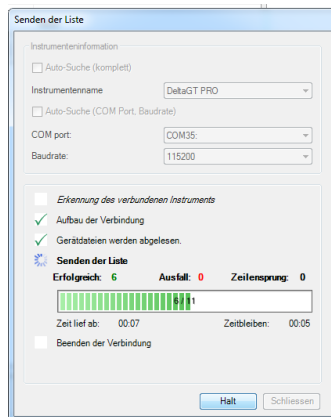 Senden der Liste
Instrumenteninformation
Auto-Suche (komplett)
Instrumentenname DeltaGT PRO
Auto-Suche (COM Port, Baudrate)
COM port: COM35:
Baudrate: 115200
Erkennung des verbundenen Instruments
Aufbau der Verbindung
Gerätdateien werden abgelesen.
Senden der Liste
Erfolgreich: 6 Ausfall: 0 Zeilensprung: 0
6 / 11
Zeit lief ab: 00:07 Zeitbleiben: 00:05
Beenden der Verbindung
Halt Schliessen